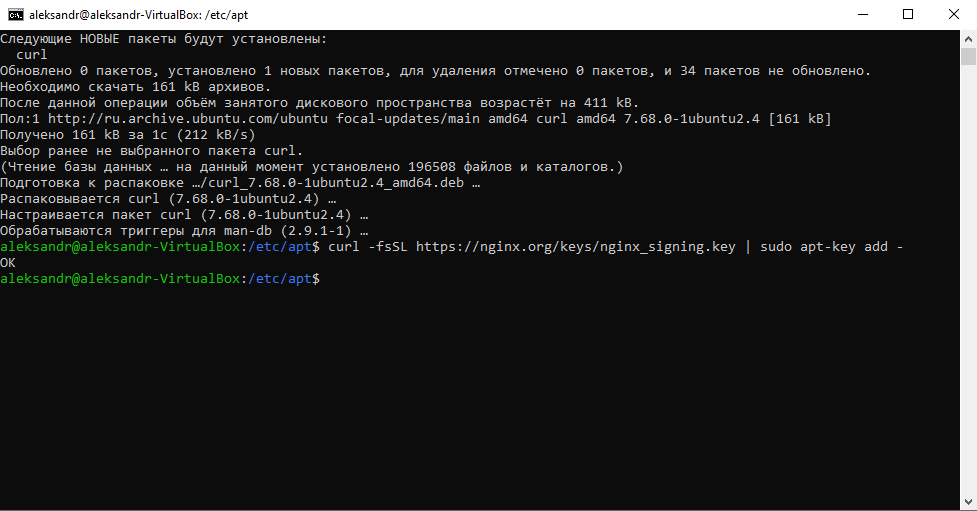 aleksandr@aleksandr-VirtualBox: /etc/apt
Следующие НОВЫЕ пакеты будут установлены:
  curl
Обновлено 0 пакетов, установлено 1 новых пакетов, для удаления отмечено 0 пакетов, и 34 пакетов не обновлено.
Необходимо скачать 161 kB архивов.
После данной операции объём занятого дискового пространства возрастёт на 411 kB.
Пол:1 http://ru.archive.ubuntu.com/ubuntu focal-updates/main amd64 curl amd64 7.68.0-1ubuntu2.4 [161 kB]
Получено 161 kB за 1с (212 kB/s)
Выбор ранее не выбранного пакета curl.
(Чтение базы данных … на данный момент установлено 196508 файлов и каталогов.)
Подготовка к распаковке …/curl_7.68.0-1ubuntu2.4_amd64.deb …
Распаковывается curl (7.68.0-1ubuntu2.4) …
Настраивается пакет curl (7.68.0-1ubuntu2.4) …
Обрабатываются триггеры для man-db (2.9.1-1) …
aleksandr@aleksandr-VirtualBox:/etc/apt$ curl -fsSL https://nginx.org/keys/nginx_signing.key | sudo apt-key add -
OK
aleksandr@aleksandr-VirtualBox:/etc/apt$